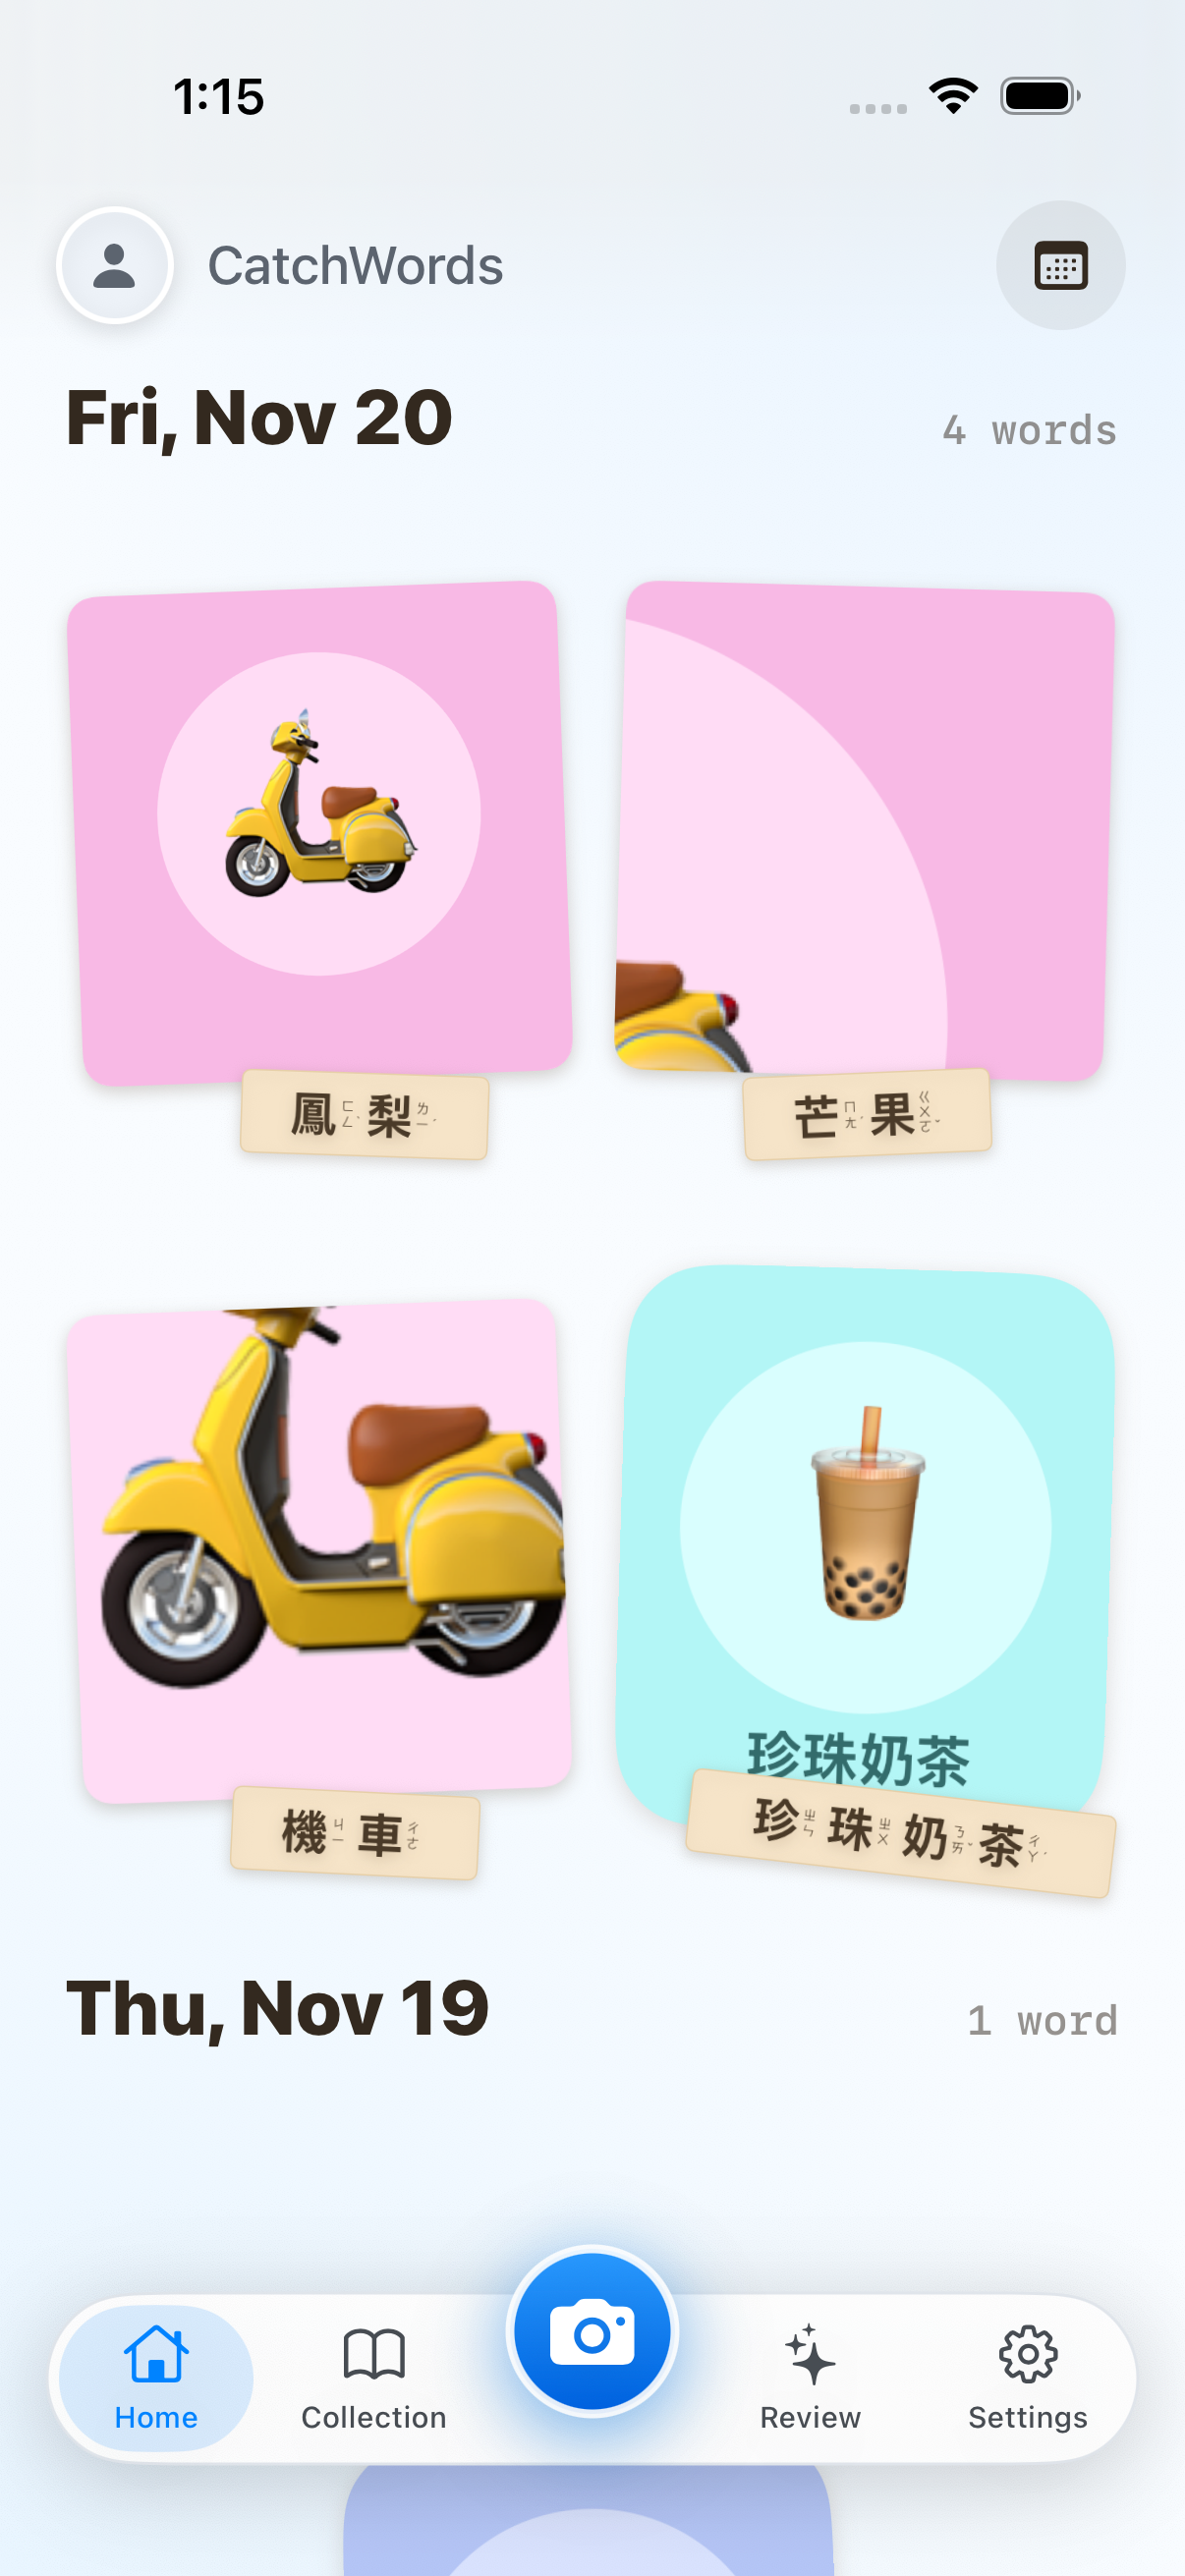 1:15
CatchWords
Fri, Nov 20
4 words
鳳ㄈㄥˋ梨ㄌㄧˊ
芒ㄇㄤˊ果ㄍㄨㄛˇ
機ㄐㄧ車ㄔㄜ
珍珠奶茶
珍ㄓㄣ珠ㄓㄨ奶ㄋㄞˇ茶ㄔㄚˊ
Thu, Nov 19
1 word
Home
Collection
Review
Settings